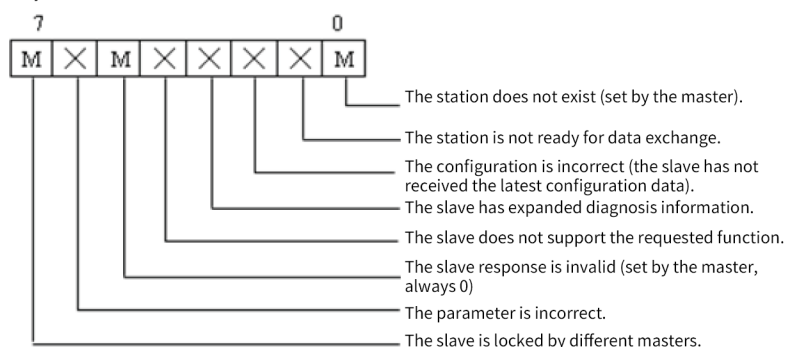 7 0
M X M X X X X M
The station does not exist (set by the master).
The station is not ready for data exchange.
The configuration is incorrect (the slave has not
received the latest configuration data).
The slave has expanded diagnosis information.
The slave does not support the requested function.
The slave response is invalid (set by the master,
always 0)
The parameter is incorrect.
The slave is locked by different masters.